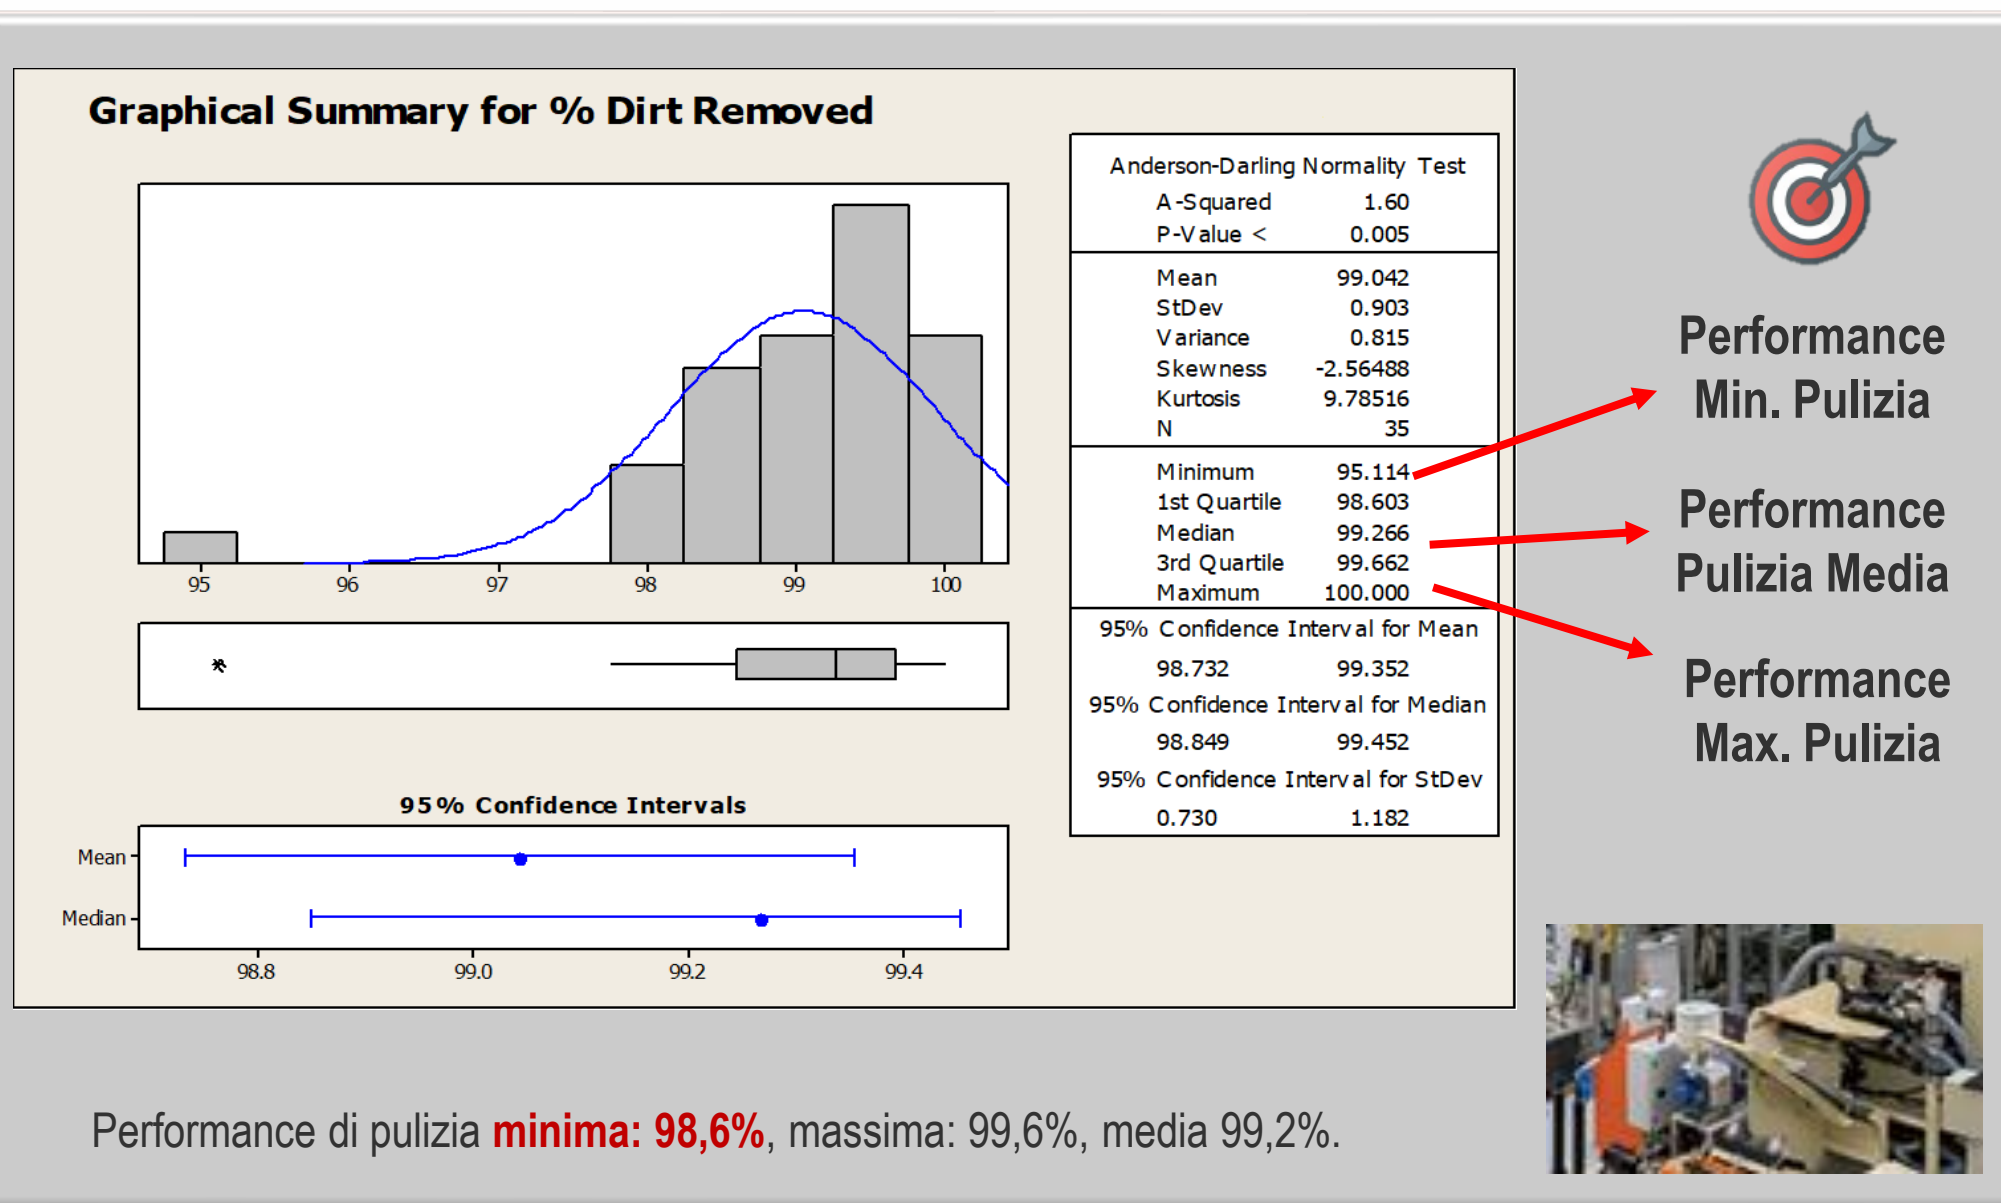 Graphical Summary for % Dirt Removed
95 96 97 98 99 100
95% Confidence Intervals
Mean
Median
98.8 99.0 99.2 99.4
Anderson-Darling Normality Test
A-Squared 1.60
P-Value < 0.005
Mean 99.042
StDev 0.903
Variance 0.815
Skewness -2.56488
Kurtosis 9.78516
N 35
Minimum 95.114
1st Quartile 98.603
Median 99.266
3rd Quartile 99.662
Maximum 100.000
95% Confidence Interval for Mean
98.732 99.352
95% Confidence Interval for Median
98.849 99.452
95% Confidence Interval for StDev
0.730 1.182
Performance
Min. Pulizia
Performance
Pulizia Media
Performance
Max. Pulizia
Performance di pulizia minima: 98,6%, massima: 99,6%, media 99,2%.